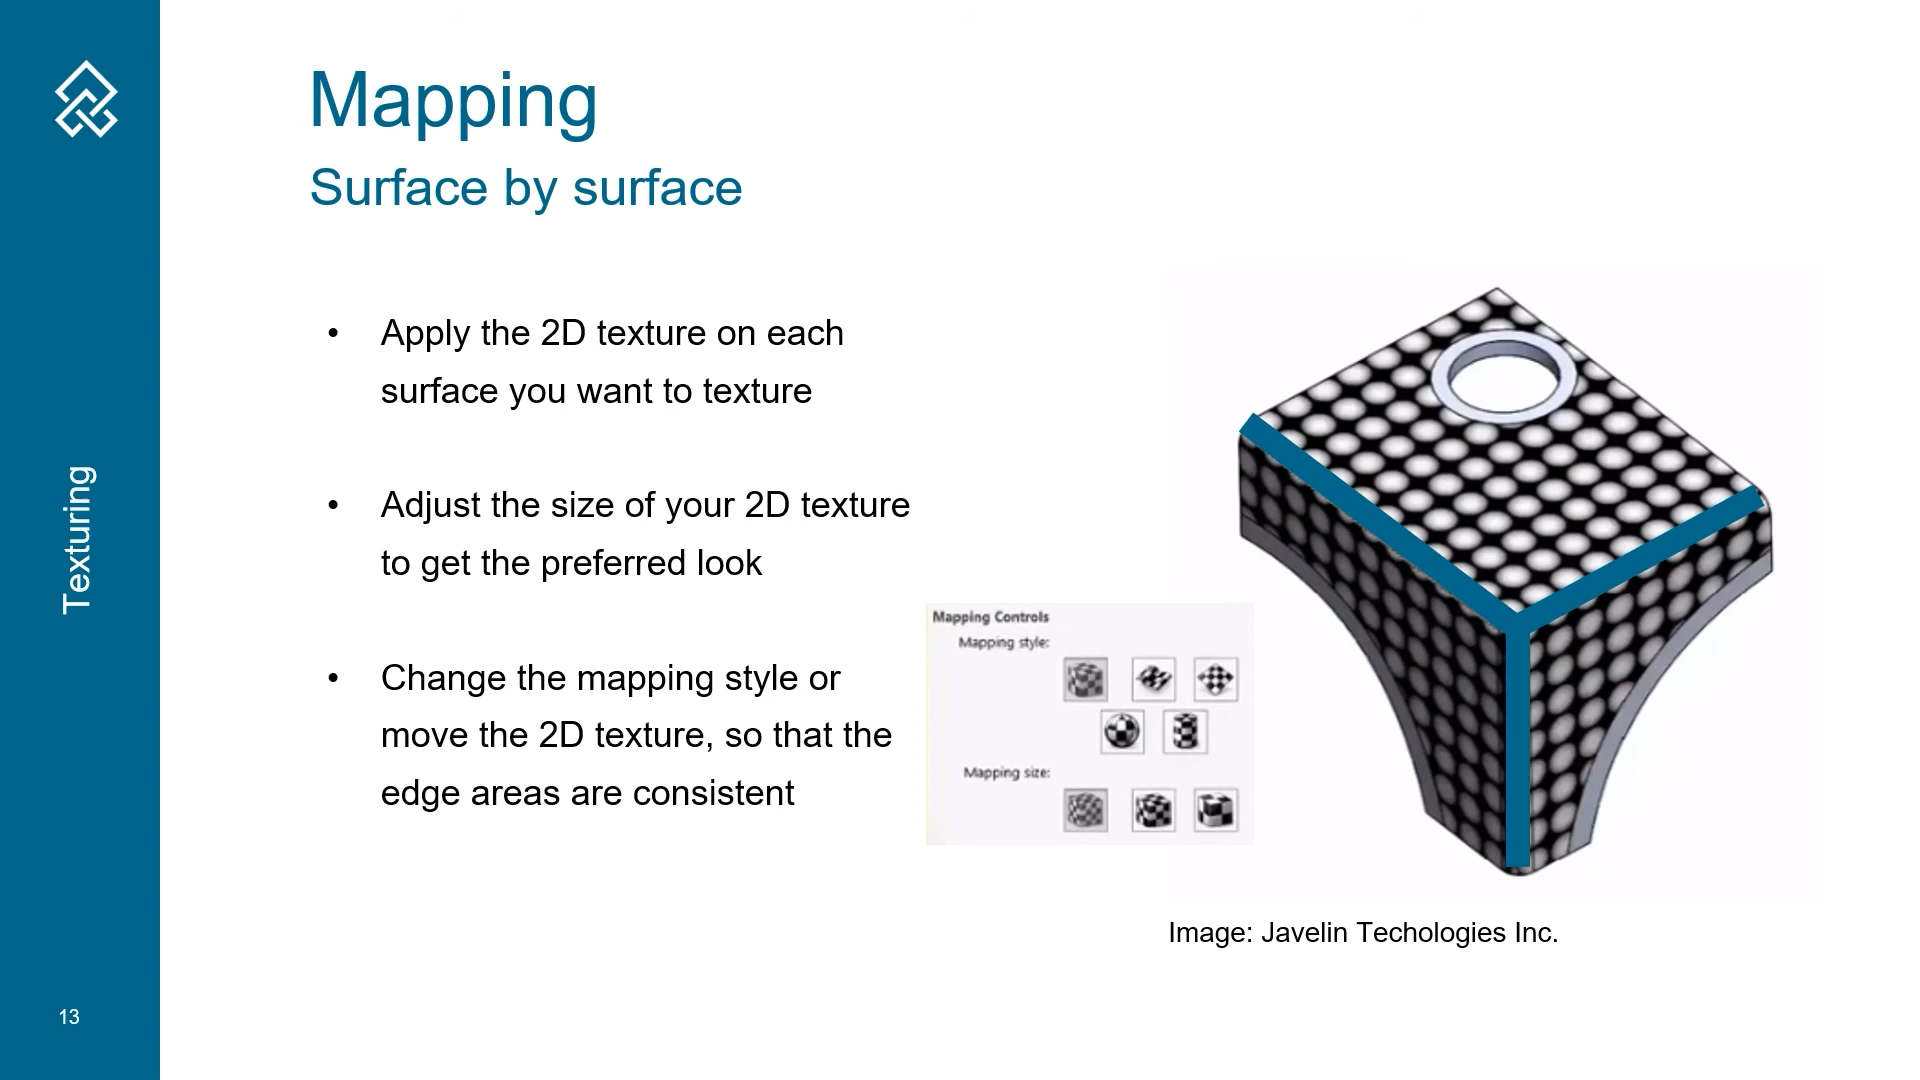 Mapping
Surface by surface
• Apply the 2D texture on each
surface you want to texture
• Adjust the size of your 2D texture
to get the preferred look
• Change the mapping style or
move the 2D texture, so that the
edge areas are consistent
Mapping Controls
Mapping style:
Mapping size:
Image: Javelin Techologies Inc.
Texturing
13